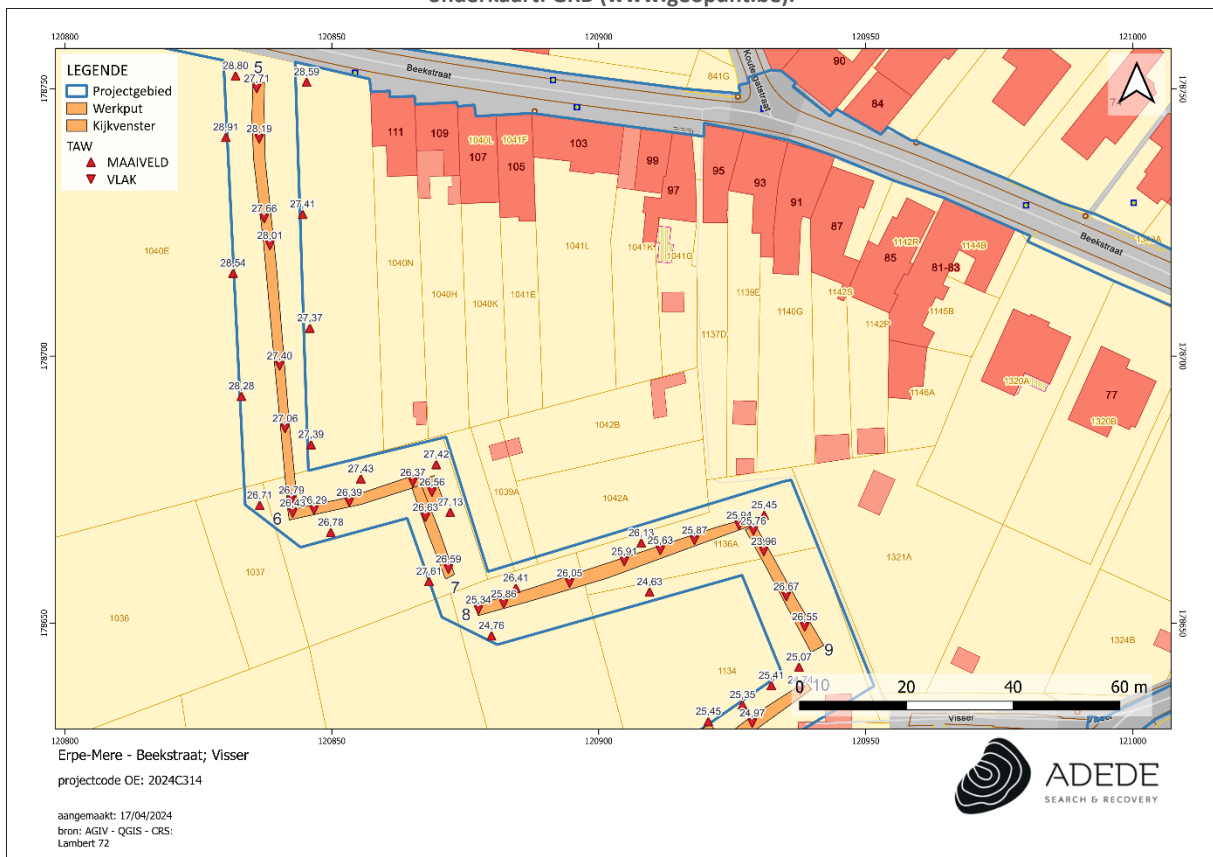 onderkaart: GRB (www.geopunt.be).
120800 120850 120900 120950 121000
178750 178750
178700 178700
178650 178650
LEGENDE
Projectgebied
Werkput
Kijkvenster
TAW
MAAIVELD
VLAK
Beekstraat
Beekstraat
Visser
28,80
5
27,71
28,59
28,91
28,19
27,66
27,41
28,01
28,54
27,37
27,40
28,28
27,06
27,39
26,79
26,71
26,43
26,29
6
26,78
27,43
26,39
26,37
27,42
26,56
27,13
26,63
26,59
27,61
7
8
25,34
25,86
24,76
26,41
26,05
25,91
26,13
25,63
25,87
24,63
25,94
25,45
25,76
23,96
26,67
26,55
9
25,07
24,74
10
25,41
25,35
25,45
24,97
841G
90
84
74
111
109
107
105
103
99
97
95
93
91
87
85
81-83
77
1040L
1041F
1040E
1040N
1040H
1040K
1041E
1041L
1041K
1041G
1137D
1139E
1140G
1142S
1142P
1142R
1144B
1145B
1146A
1320A
1320B
1343A
1042B
1042A
1039A
1037
1036
1136A
1134
1321A
1324B
0 20 40 60 m
Erpe-Mere - Beekstraat; Visser
projectcode OE: 2024C314
aangemaakt: 17/04/2024
bron: AGIV - QGIS - CRS:
Lambert 72
ADEDE
SEARCH & RECOVERY